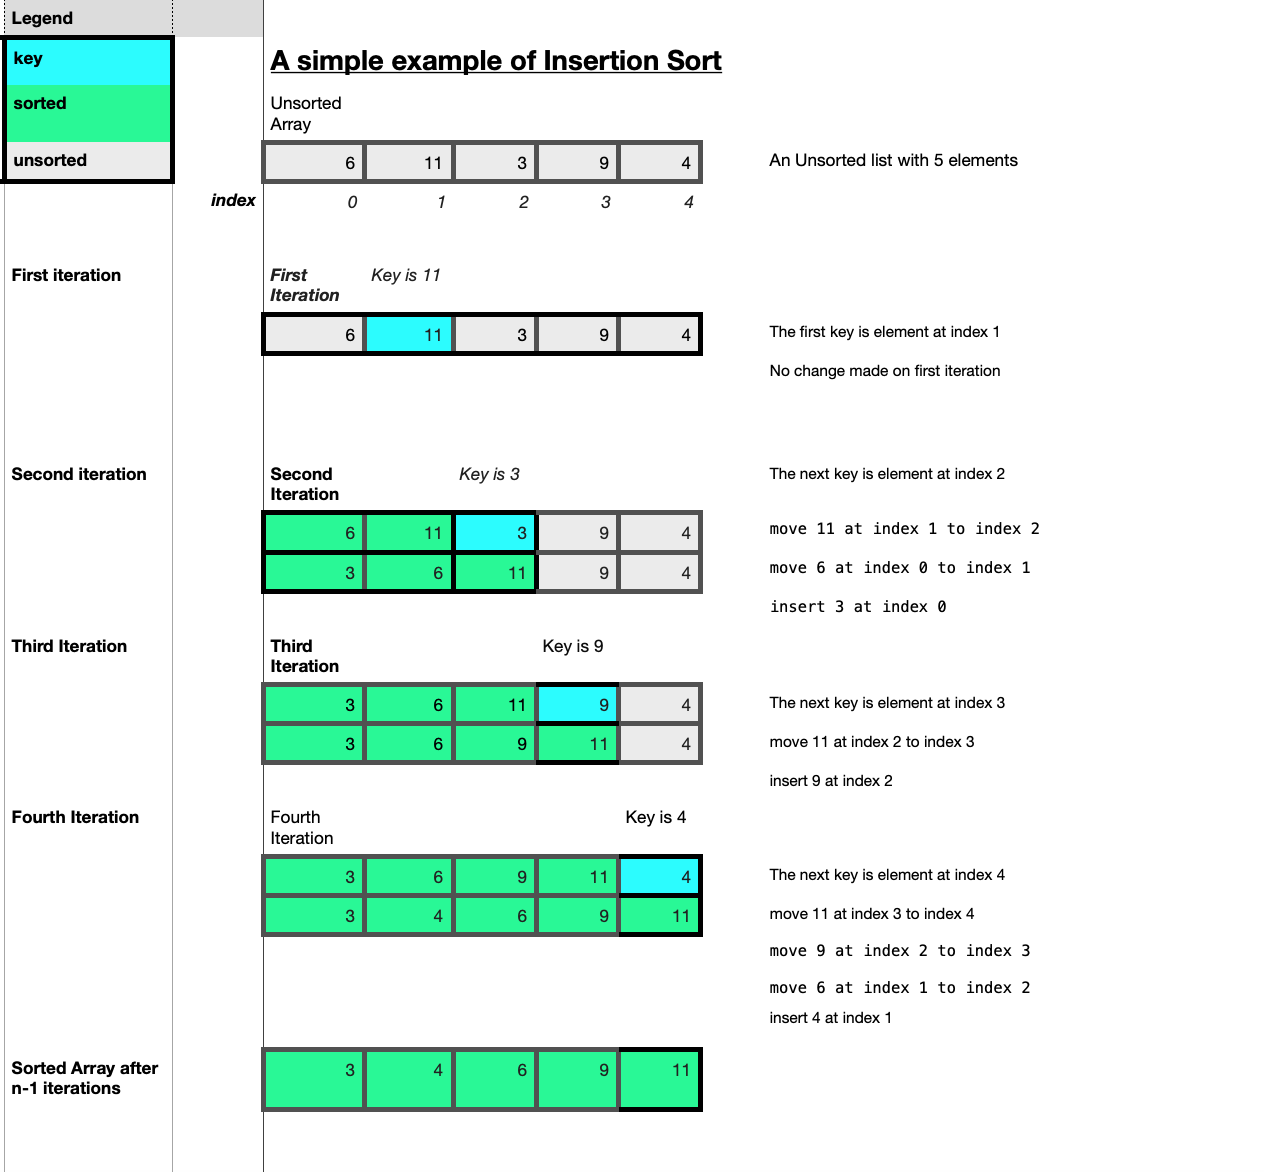 Legend
key
sorted
unsorted
A simple example of Insertion Sort
Unsorted
Array
6 11 3 9 4
An Unsorted list with 5 elements
index 0 1 2 3 4
First iteration
First
Iteration
Key is 11
6 11 3 9 4
The first key is element at index 1
No change made on first iteration
Second iteration
Second
Iteration
Key is 3
The next key is element at index 2
6 11 3 9 4
move 11 at index 1 to index 2
3 6 11 9 4
move 6 at index 0 to index 1
insert 3 at index 0
Third Iteration
Third
Iteration
Key is 9
3 6 11 9 4
The next key is element at index 3
3 6 9 11 4
move 11 at index 2 to index 3
insert 9 at index 2
Fourth Iteration
Fourth
Iteration
Key is 4
3 6 9 11 4
The next key is element at index 4
3 4 6 9 11
move 11 at index 3 to index 4
move 9 at index 2 to index 3
move 6 at index 1 to index 2
insert 4 at index 1
Sorted Array after
n-1 iterations
3 4 6 9 11